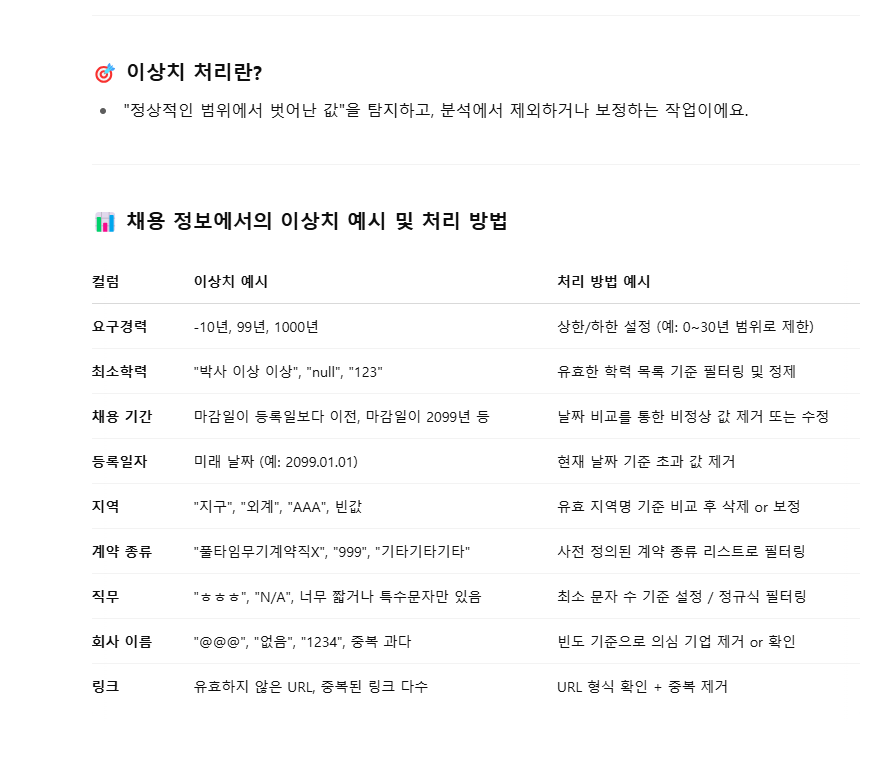 🎯 이상치 처리란?
• "정상적인 범위에서 벗어난 값"을 탐지하고, 분석에서 제외하거나 보정하는 작업이에요.
📊 채용 정보에서의 이상치 예시 및 처리 방법
컬럼 이상치 예시 처리 방법 예시
요구경력 -10년, 99년, 1000년 상한/하한 설정 (예: 0~30년 범위로 제한)
최소학력 "박사 이상 이상", "null", "123" 유효한 학력 목록 기준 필터링 및 정제
채용 기간 마감일이 등록일보다 이전, 마감일이 2099년 등 날짜 비교를 통한 비정상 값 제거 또는 수정
등록일자 미래 날짜 (예: 2099.01.01) 현재 날짜 기준 초과 값 제거
지역 "지구", "외계", "AAA", 빈값 유효 지역명 기준 비교 후 삭제 or 보정
계약 종류 "풀타임무기계약직X", "999", "기타기타기타" 사전 정의된 계약 종류 리스트로 필터링
직무 "ㅎㅎㅎ", "N/A", 너무 짧거나 특수문자만 있음 최소 문자 수 기준 설정 / 정규식 필터링
회사 이름 "@@@", "없음", "1234", 중복 과다 빈도 기준으로 의심 기업 제거 or 확인
링크 유효하지 않은 URL, 중복된 링크 다수 URL 형식 확인 + 중복 제거